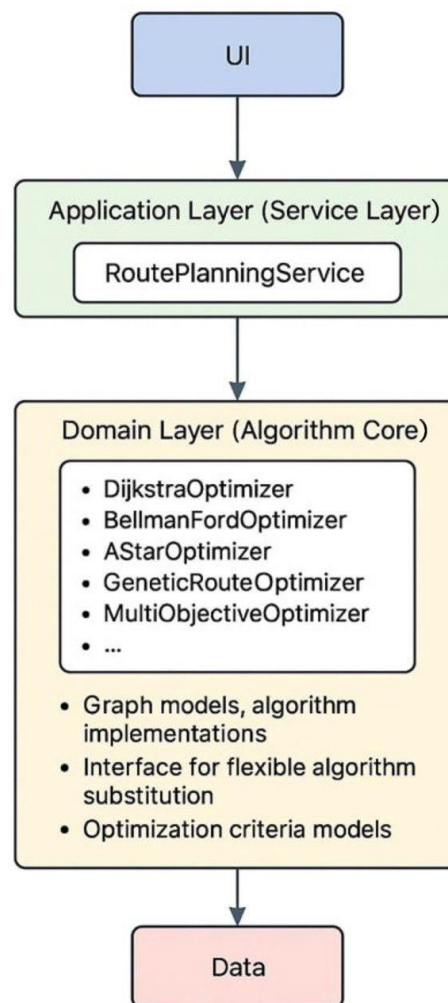 UI
Application Layer (Service Layer)
RoutePlanningService
Domain Layer (Algorithm Core)
• DijkstraOptimizer
• BellmanFordOptimizer
• AStarOptimizer
• GeneticRouteOptimizer
• MultiObjectiveOptimizer
• ...
• Graph models, algorithm
implementations
• Interface for flexible algorithm
substitution
• Optimization criteria models
Data